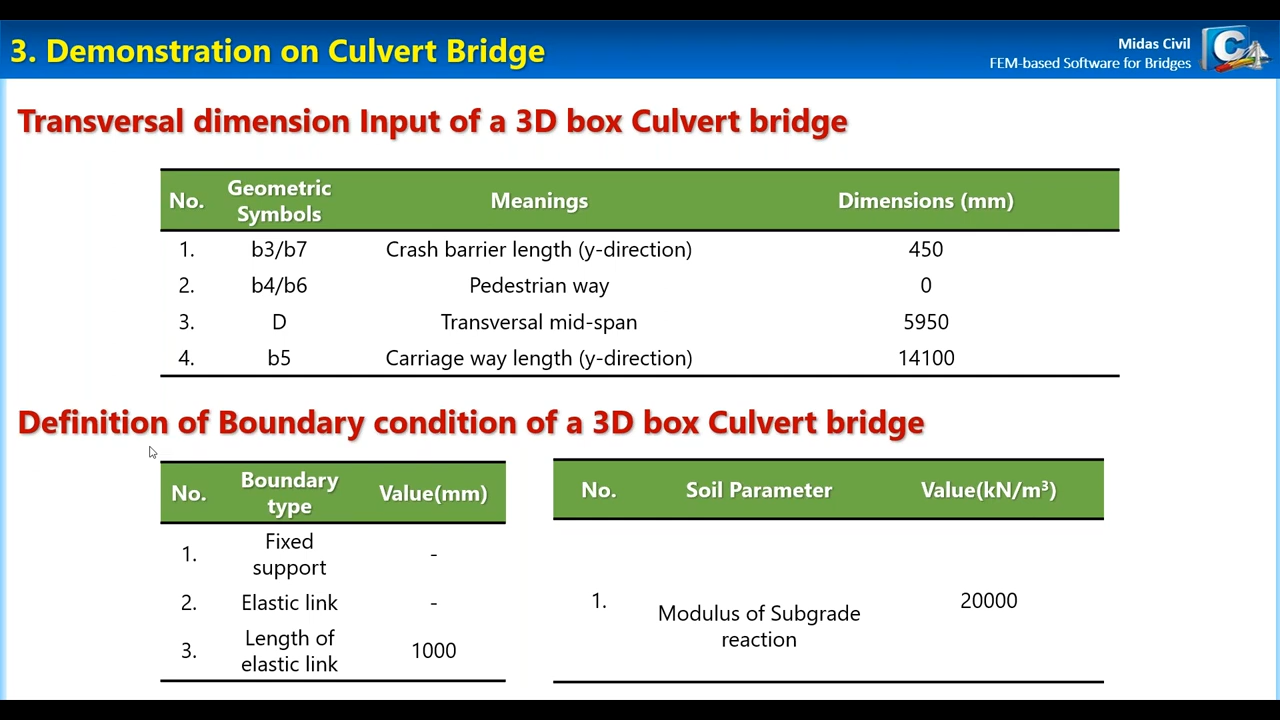 3. Demonstration on Culvert Bridge
Midas Civil
FEM-based Software for Bridges
C
Transversal dimension Input of a 3D box Culvert bridge
No. Geometric Symbols Meanings Dimensions (mm)
1. b3/b7 Crash barrier length (y-direction) 450
2. b4/b6 Pedestrian way 0
3. D Transversal mid-span 5950
4. b5 Carriage way length (y-direction) 14100
Definition of Boundary condition of a 3D box Culvert bridge
No. Boundary type Value(mm)
1. Fixed support -
2. Elastic link -
3. Length of elastic link 1000
No. Soil Parameter Value(kN/m³)
1. Modulus of Subgrade reaction 20000